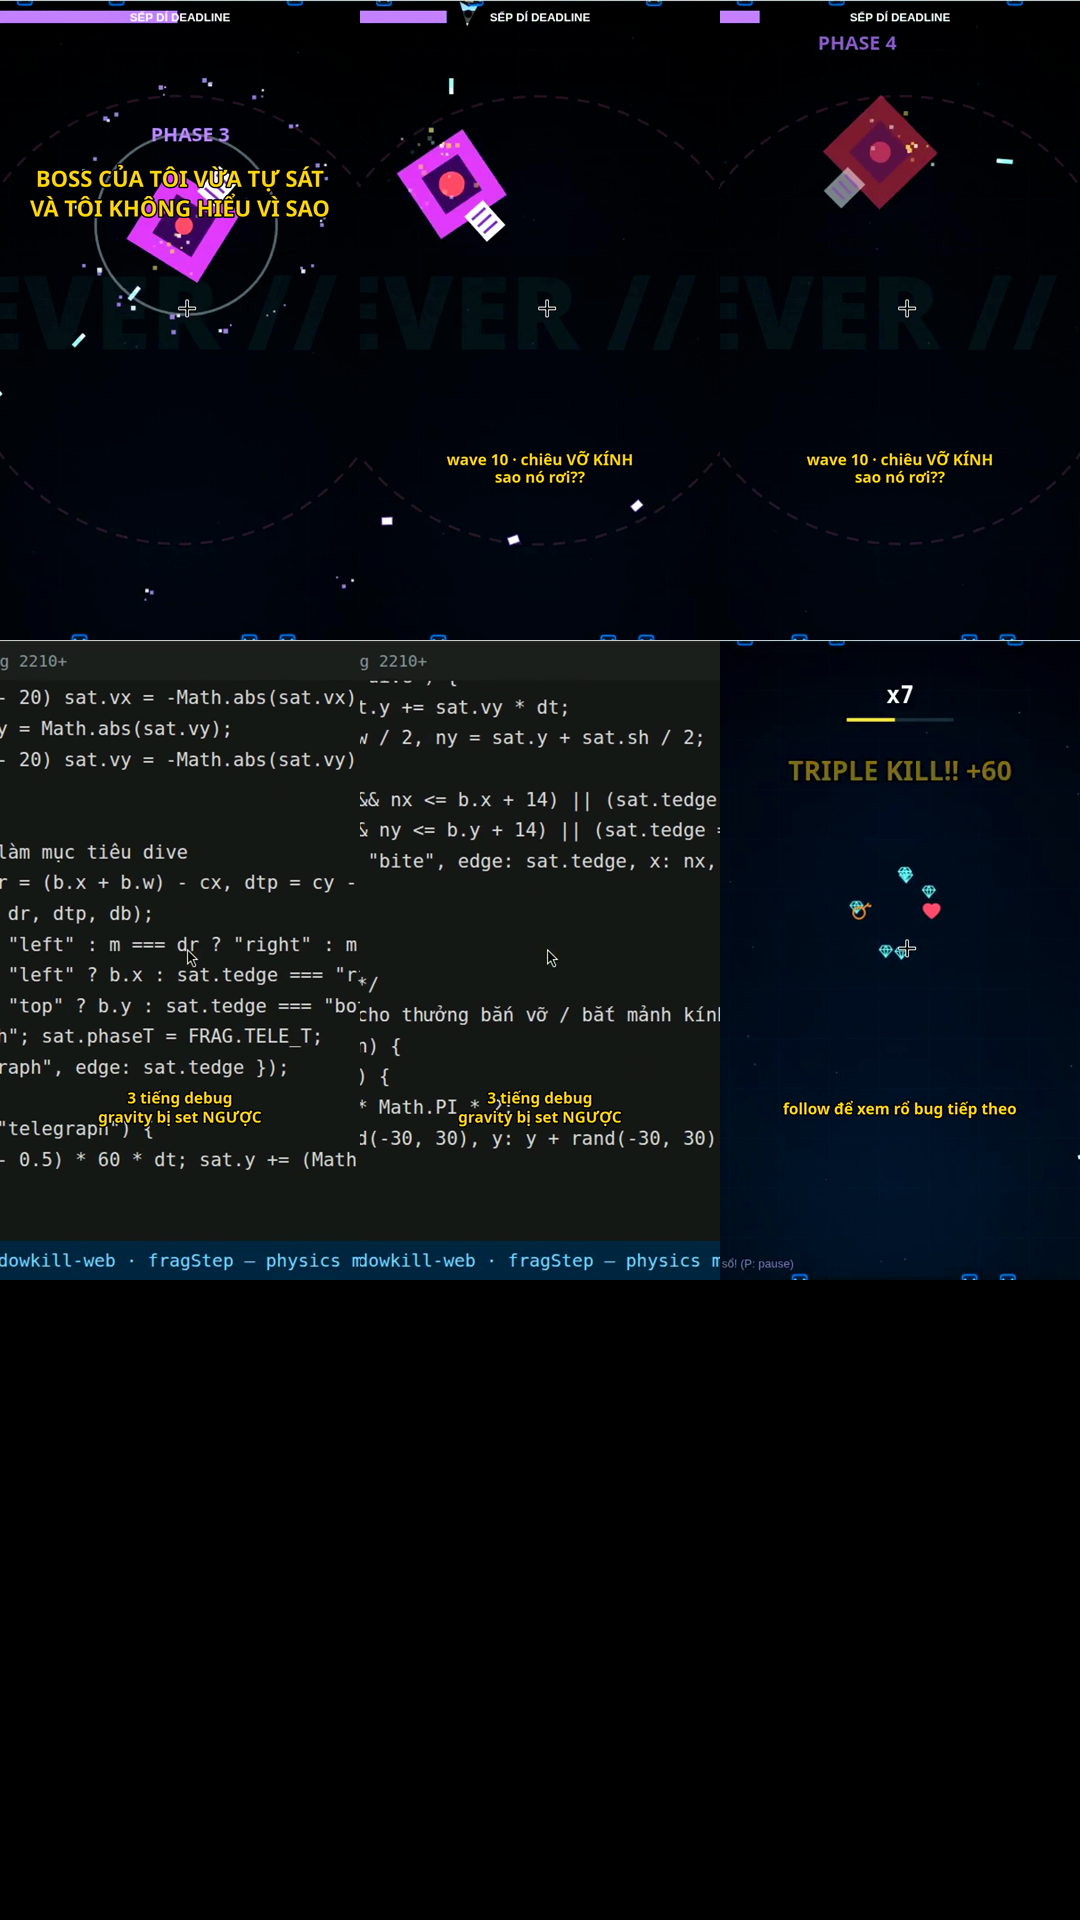 SẾP DÍ DEADLINE
PHASE 3
BOSS CỦA TÔI VỪA TỰ SÁT
VÀ TÔI KHÔNG HIỂU VÌ SAO
EVER //
SẾP DÍ DEADLINE
EVER //
wave 10 · chiêu VỠ KÍNH
sao nó rơi??
SẾP DÍ DEADLINE
PHASE 4
EVER //
wave 10 · chiêu VỠ KÍNH
sao nó rơi??
g 2210+
- 20) sat.vx = -Math.abs(sat.vx)
y = Math.abs(sat.vy);
- 20) sat.vy = -Math.abs(sat.vy)
làm mục tiêu dive
r = (b.x + b.w) - cx, dtp = cy -
dr, dtp, db);
"left" : m === dr ? "right" : m
"left" ? b.x : sat.tedge === "r
"top" ? b.y : sat.tedge === "bo
h"; sat.phaseT = FRAG.TELE_T;
raph", edge: sat.tedge });
3 tiếng debug
gravity bị set NGƯỢC
"telegraph") {
- 0.5) * 60 * dt; sat.y += (Math
dowkill-web · fragStep — physics m
g 2210+
t.y += sat.vy * dt;
w / 2, ny = sat.y + sat.sh / 2;
&& nx <= b.x + 14) || (sat.tedge
& ny <= b.y + 14) || (sat.tedge =
"bite", edge: sat.tedge, x: nx,
*/
cho thưởng bắn vỡ / bắt mảnh kính
n) {
) {
* Math.PI * 2;
3 tiếng debug
gravity bị set NGƯỢC
d(-30, 30), y: y + rand(-30, 30)
dowkill-web · fragStep — physics m
x7
TRIPLE KILL!! +60
follow để xem rổ bug tiếp theo
sổ! (P: pause)